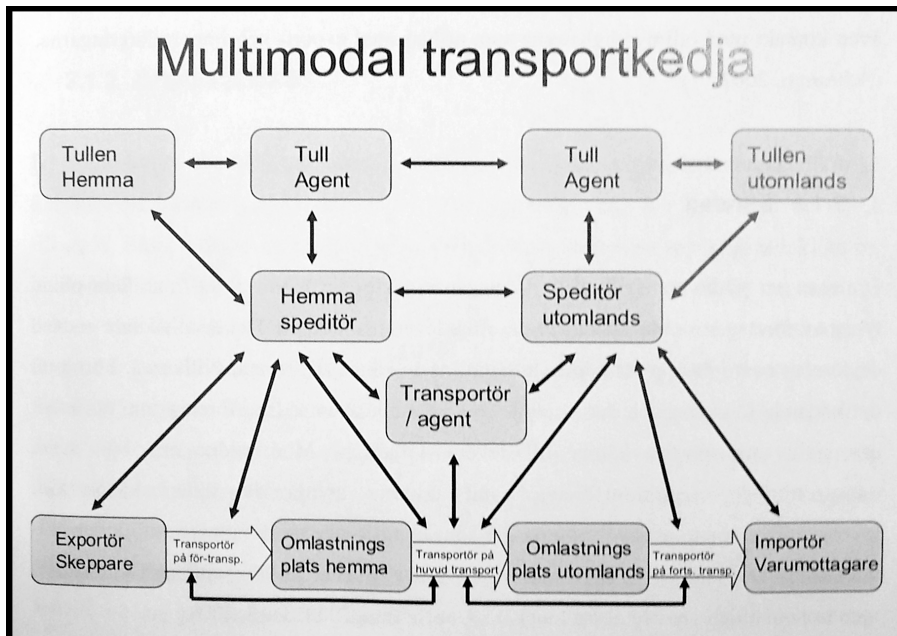 Multimodal transportkedja
Tullen
Hemma
Tull
Agent
Tull
Agent
Tullen
utomlands
Hemma
speditör
Speditör
utomlands
Transportör
/ agent
Exportör
Skeppare
Transportör
på för-transp.
Omlastnings
plats hemma
Transportör på
huvud transport
Omlastnings
plats utomlands
Transportör
på forts. transp.
Importör
Varumottagare